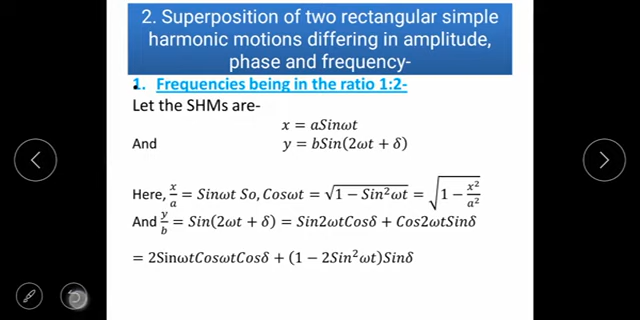 2. Superposition of two rectangular simple
harmonic motions differing in amplitude,
phase and frequency-
1. Frequencies being in the ratio 1:2-
Let the SHMs are-
x = aSinωt
And y = bSin(2ωt + δ)
Here, x/a = Sinωt So, Cosωt = √(1 − Sin²ωt) = √(1 − x²/a²)
And y/b = Sin(2ωt + δ) = Sin2ωtCosδ + Cos2ωtSinδ
= 2SinωtCosωtCosδ + (1 − 2Sin²ωt)Sinδ